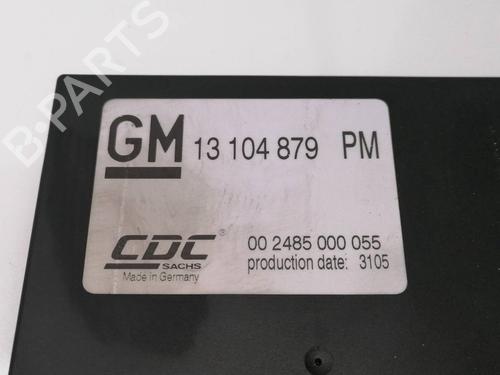 B-PARTS
GM 13 104 879 PM
CDC ® 00 2485 000 055
SACHS production date: 3105
Made in Germany